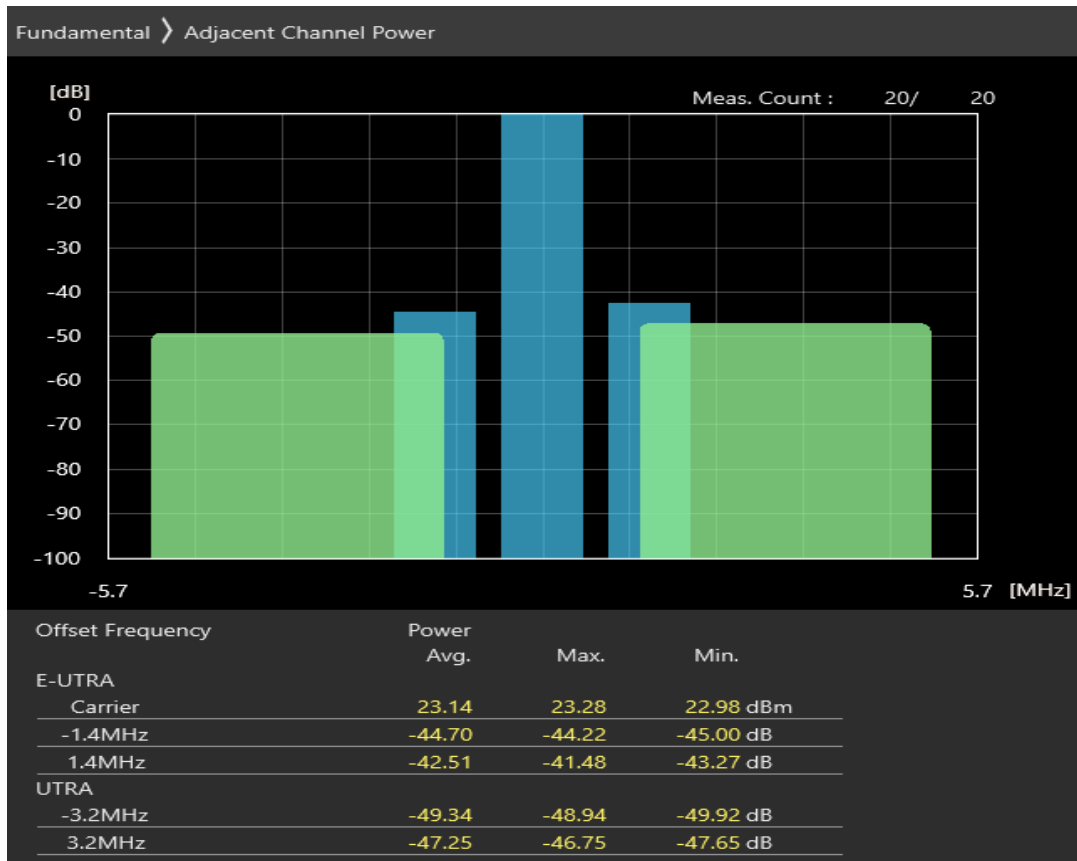 Fundamental 〉 Adjacent Channel Power
[dB]
Meas. Count : 20/ 20
0
-10
-20
-30
-40
-50
-60
-70
-80
-90
-100
-5.7 5.7 [MHz]
Offset Frequency Power
Avg. Max. Min.
E-UTRA
Carrier 23.14 23.28 22.98 dBm
-1.4MHz -44.70 -44.22 -45.00 dB
1.4MHz -42.51 -41.48 -43.27 dB
UTRA
-3.2MHz -49.34 -48.94 -49.92 dB
3.2MHz -47.25 -46.75 -47.65 dB